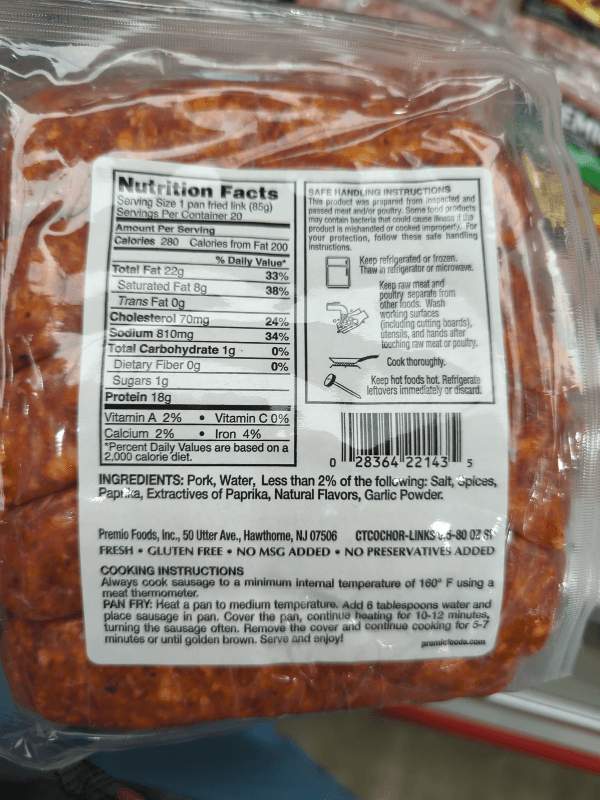 Nutrition Facts
Serving Size 1 pan fried link (85g)
Servings Per Container 20
Amount Per Serving
Calories 280 Calories from Fat 200
% Daily Value*
Total Fat 22g 33%
Saturated Fat 8g 38%
Trans Fat 0g
Cholesterol 70mg 24%
Sodium 810mg 34%
Total Carbohydrate 1g 0%
Dietary Fiber 0g 0%
Sugars 1g
Protein 18g
Vitamin A 2% • Vitamin C 0%
Calcium 2% • Iron 4%
*Percent Daily Values are based on a
2,000 calorie diet.
SAFE HANDLING INSTRUCTIONS
This product was prepared from inspected and
passed meat and/or poultry. Some food products
may contain bacteria that could cause illness if the
product is mishandled or cooked improperly. For
your protection, follow these safe handling
instructions.
Keep refrigerated or frozen.
Thaw in refrigerator or microwave.
Keep raw meat and
poultry separate from
other foods. Wash
working surfaces
(including cutting boards),
utensils, and hands after
touching raw meat or poultry.
Cook thoroughly.
Keep hot foods hot. Refrigerate
leftovers immediately or discard.
0 28364 22143 5
INGREDIENTS: Pork, Water, Less than 2% of the following: Salt, Spices,
Paprika, Extractives of Paprika, Natural Flavors, Garlic Powder.
Premio Foods, Inc., 50 Utter Ave., Hawthorne, NJ 07506 CTCOCHOR-LINKS
FRESH • GLUTEN FREE • NO MSG ADDED • NO PRESERVATIVES ADDED
COOKING INSTRUCTIONS
Always cook sausage to a minimum internal temperature of 160° F using a
meat thermometer.
PAN FRY: Heat a pan to medium temperature. Add 6 tablespoons water and
place sausage in pan. Cover the pan, continue heating for 10-12 minutes,
turning the sausage often. Remove the cover and continue cooking for 5-7
minutes or until golden brown. Serve and enjoy!
premiofoods.com